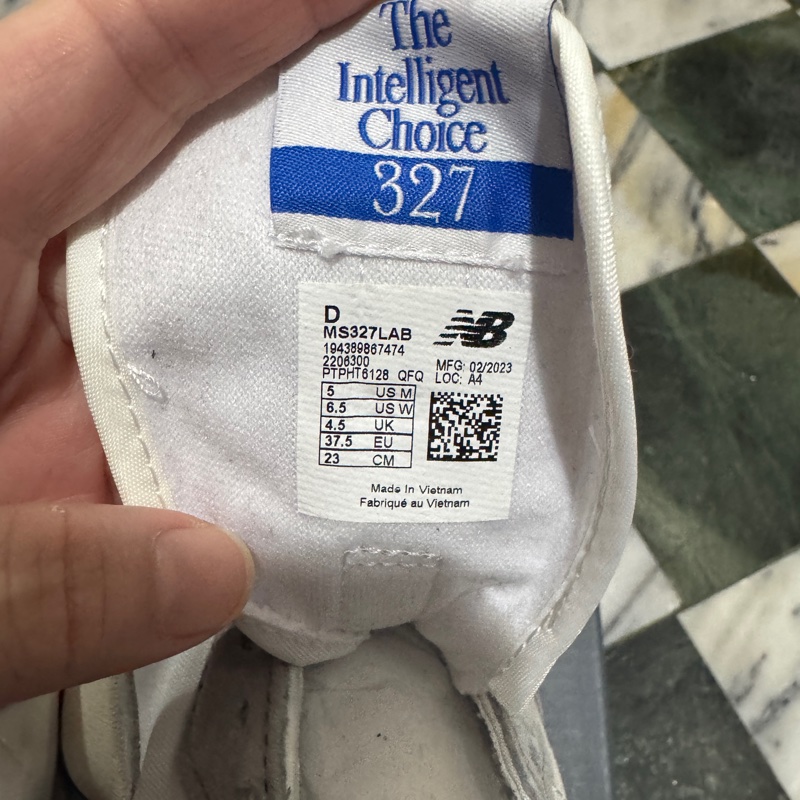 The
Intelligent
Choice
327
D
MS327LAB
NB
194389867474
2206300
PTPHT6128 QFQ
MFG: 02/2023
LOC: A4
5 US M
6.5 US W
4.5 UK
37.5 EU
23 CM
Made In Vietnam
Fabriqué au Vietnam